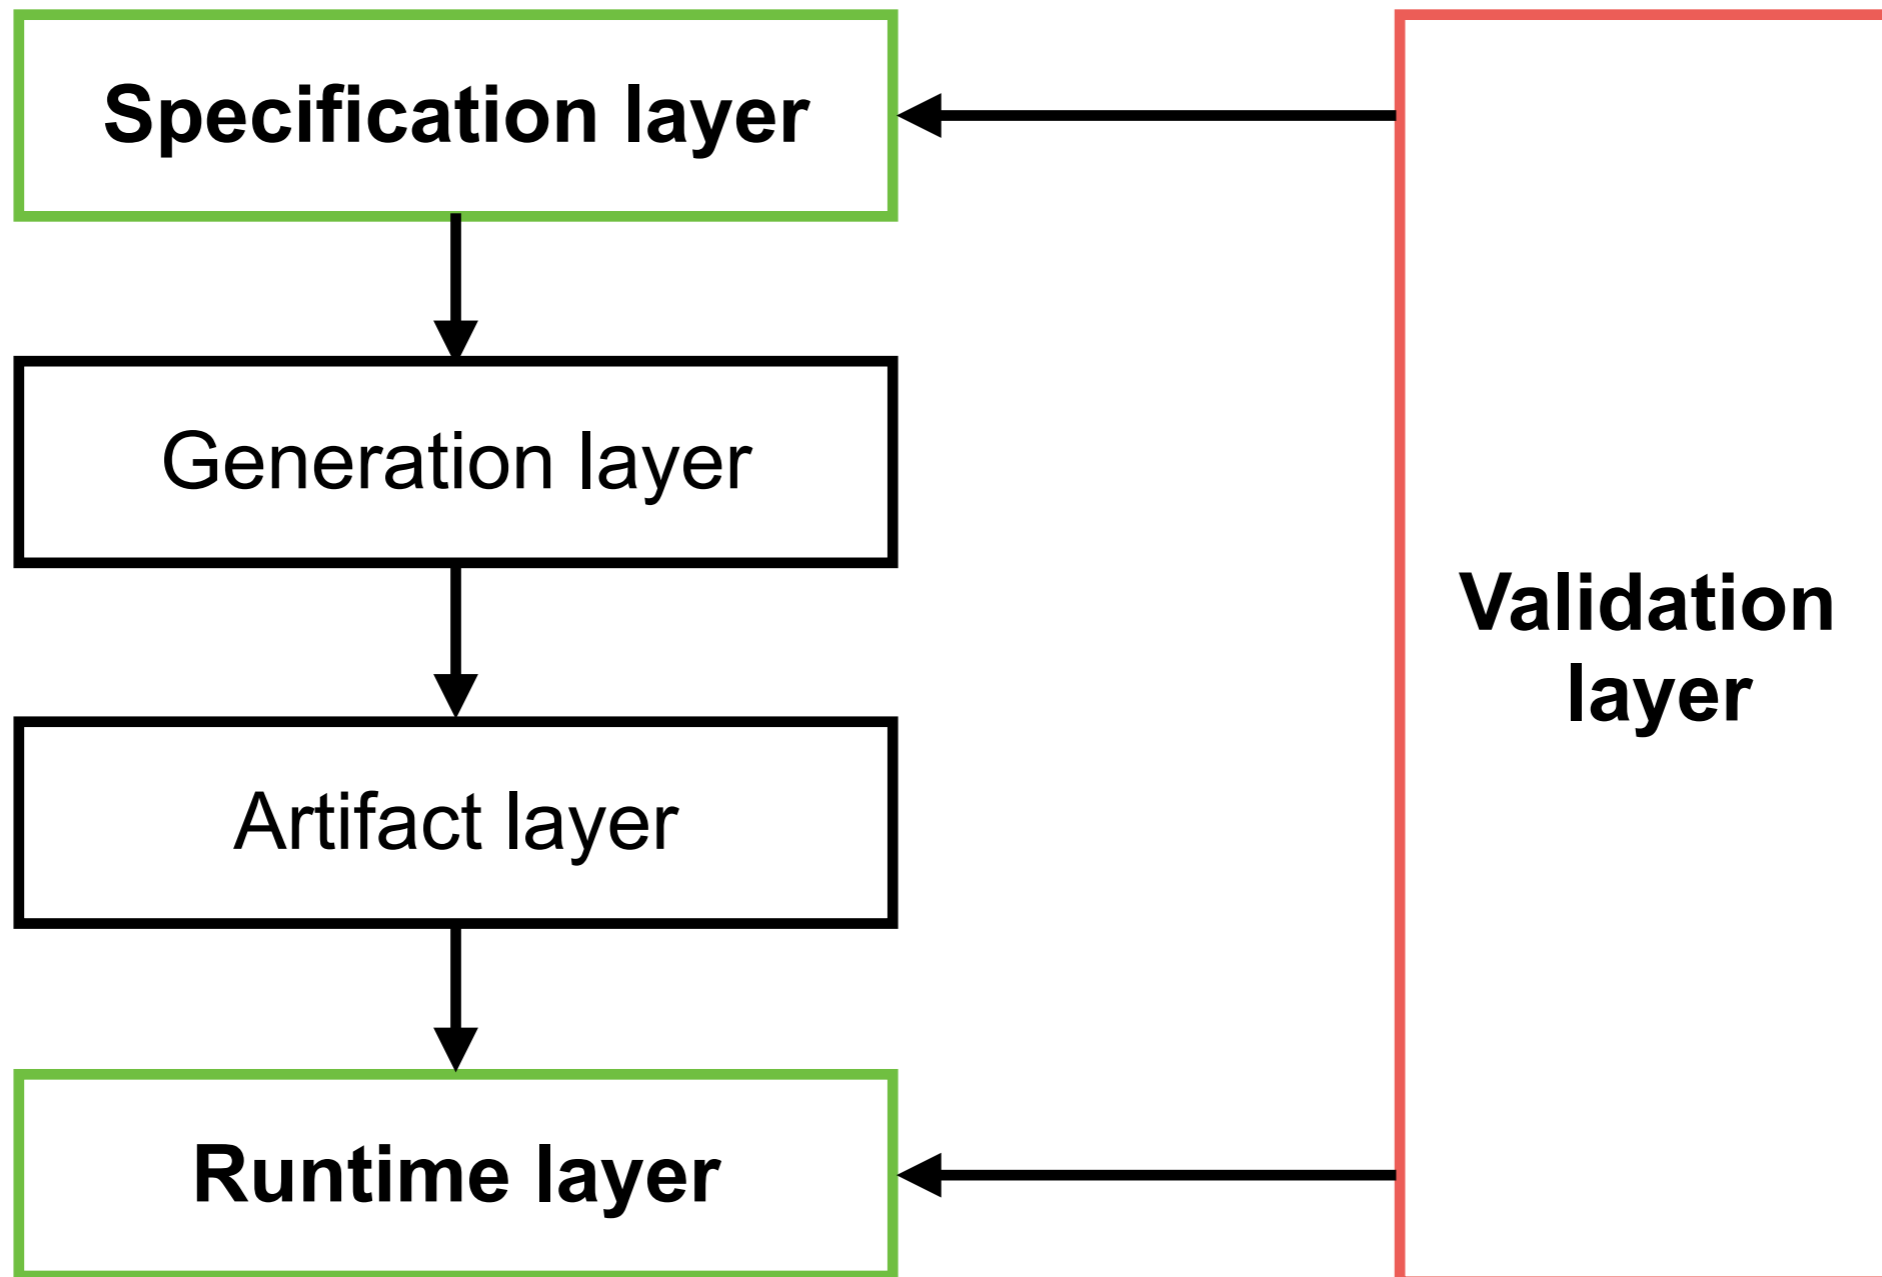 Specification layer
Generation layer
Artifact layer
Runtime layer
Validation
layer